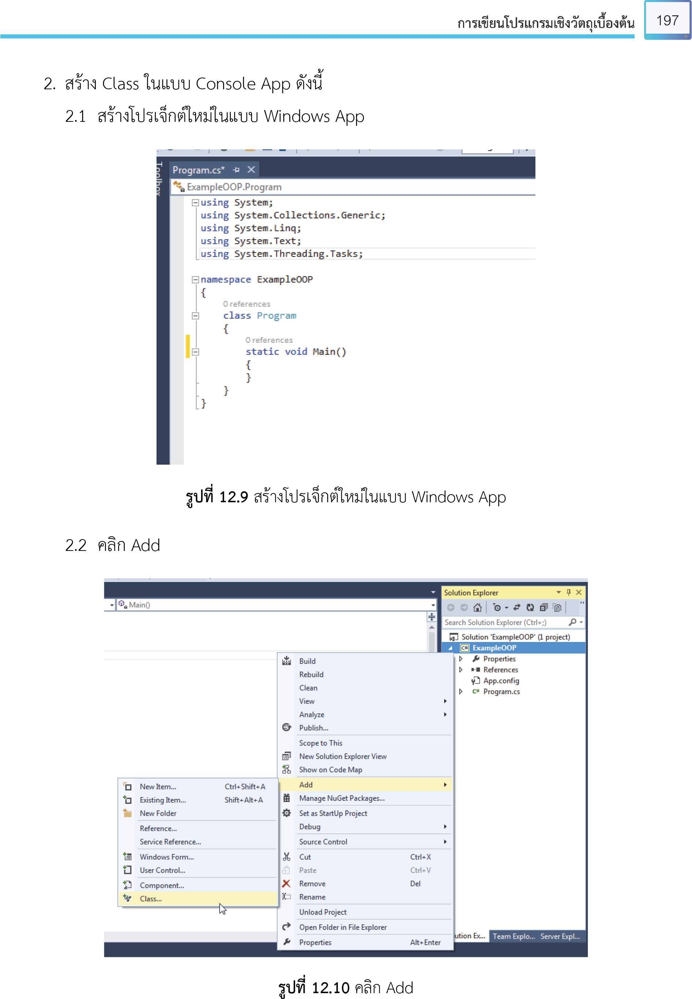 การเขียนโปรแกรมเชิงวัตถุเบื้องต้น 197
2. สร้าง Class ในแบบ Console App ดังนี้
2.1 สร้างโปรเจ็กต์ใหม่ในแบบ Windows App
Toolbox
Program.cs*
ExampleOOP.Program
using System;
using System.Collections.Generic;
using System.Linq;
using System.Text;
using System.Threading.Tasks;
namespace ExampleOOP
{
0 references
class Program
{
0 references
static void Main()
{
}
}
}
รูปที่ 12.9 สร้างโปรเจ็กต์ใหม่ในแบบ Windows App
2.2 คลิก Add
Main()
Solution Explorer
Search Solution Explorer (Ctrl+;)
Solution 'ExampleOOP' (1 project)
C# ExampleOOP
Properties
References
App.config
C# Program.cs
Build
Rebuild
Clean
View
Analyze
Publish...
Scope to This
New Solution Explorer View
Show on Code Map
Add
Manage NuGet Packages...
Set as StartUp Project
Debug
Source Control
Cut Ctrl+X
Paste Ctrl+V
Remove Del
Rename
Unload Project
Open Folder in File Explorer
Properties Alt+Enter
New Item... Ctrl+Shift+A
Existing Item... Shift+Alt+A
New Folder
Reference...
Service Reference...
Windows Form...
User Control...
Component...
Class...
ution Ex... Team Explo... Server Expl...
รูปที่ 12.10 คลิก Add